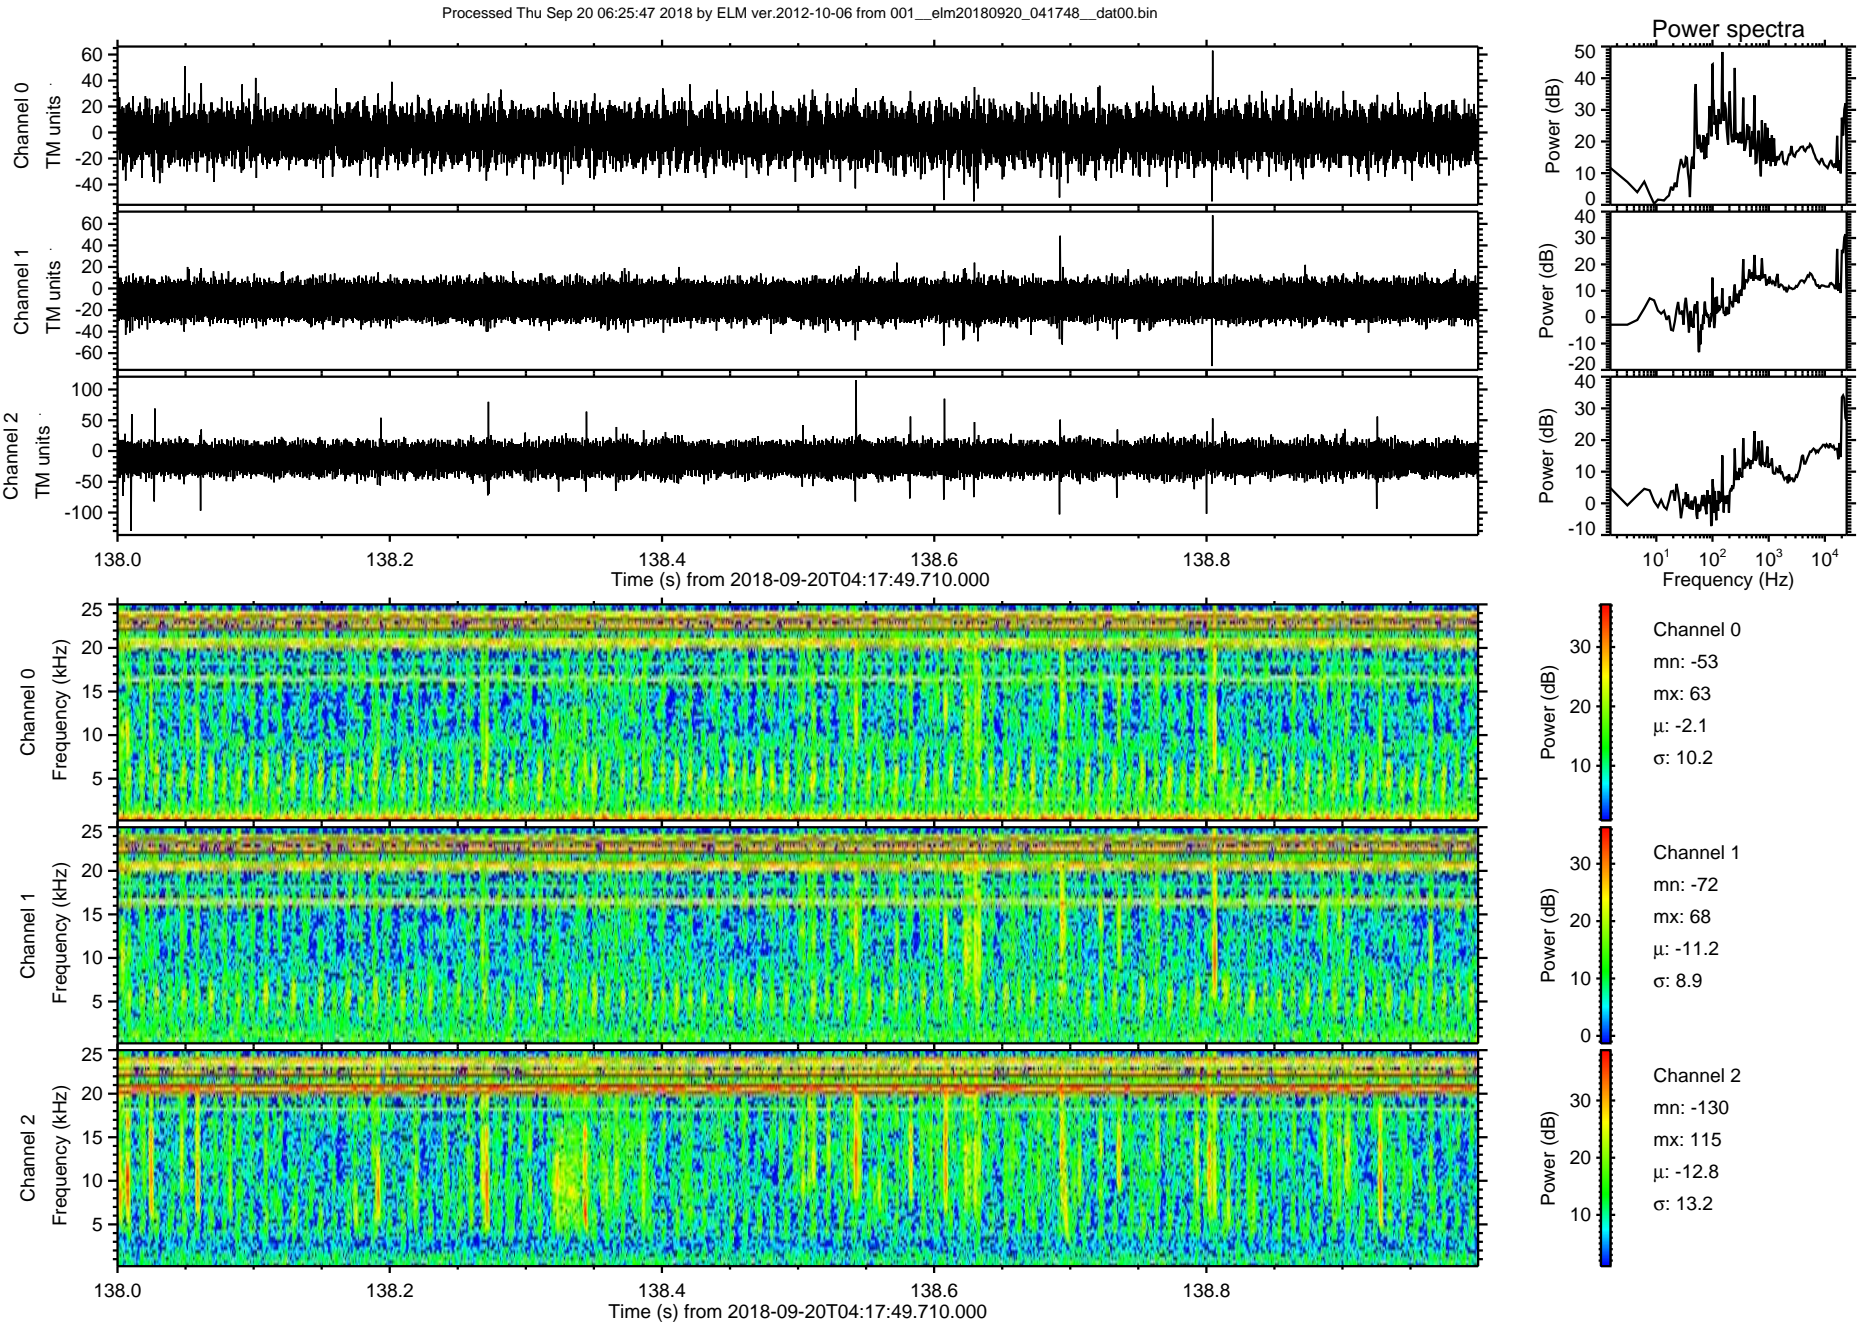 Processed Thu Sep 20 06:25:47 2018 by ELM ver.2012-10-06 from 001__elm20180920_041748__dat00.bin
Power spectra
Channel 0
TM units
60
40
20
0
-20
-40
Power (dB)
50
40
30
20
10
0
Channel 1
TM units
60
40
20
0
-20
-40
-60
Power (dB)
40
30
20
10
0
-10
-20
Channel 2
TM units
100
50
0
-50
-100
Power (dB)
40
30
20
10
0
-10
138.0 138.2 138.4 138.6 138.8
Time (s) from 2018-09-20T04:17:49.710.000
10¹ 10² 10³ 10⁴
Frequency (Hz)
Channel 0
Frequency (kHz)
25
20
15
10
5
Power (dB)
30
20
10
Channel 0
mn: -53
mx: 63
μ: -2.1
σ: 10.2
Channel 1
Frequency (kHz)
25
20
15
10
5
Power (dB)
30
20
10
0
Channel 1
mn: -72
mx: 68
μ: -11.2
σ: 8.9
Channel 2
Frequency (kHz)
25
20
15
10
5
Power (dB)
30
20
10
Channel 2
mn: -130
mx: 115
μ: -12.8
σ: 13.2
138.0 138.2 138.4 138.6 138.8
Time (s) from 2018-09-20T04:17:49.710.000